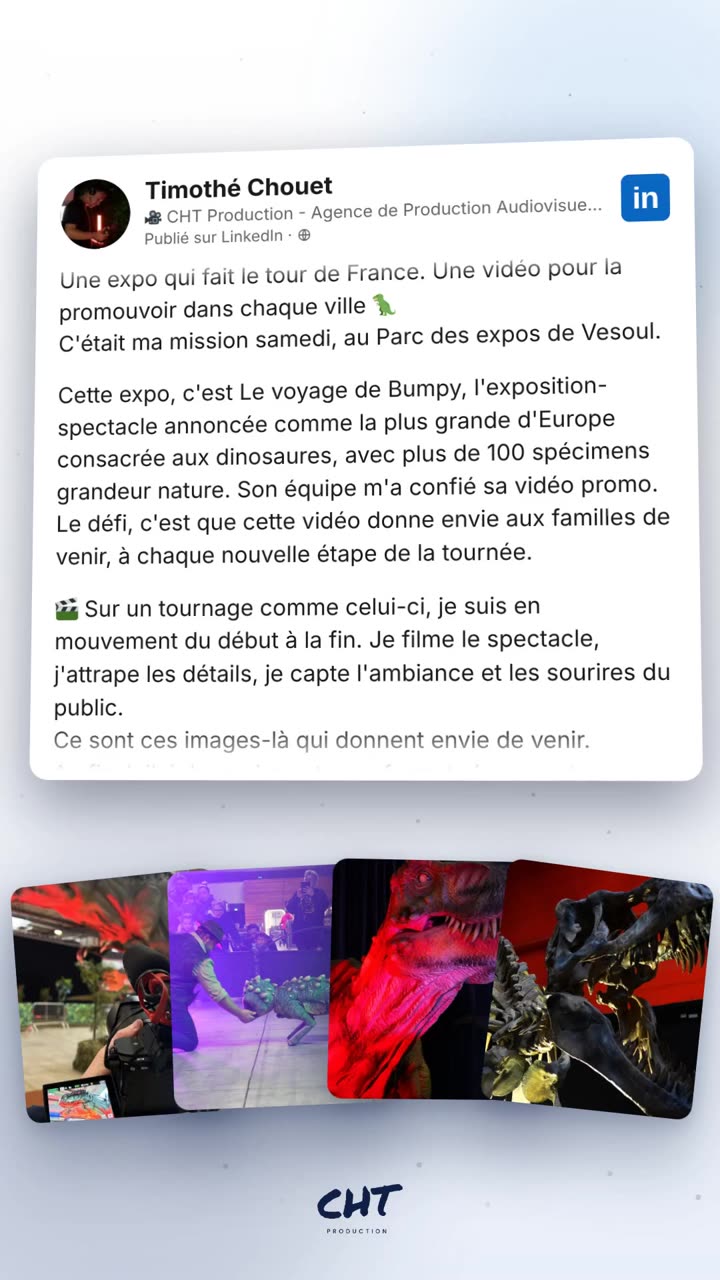 Timothé Chouet
🎥 CHT Production - Agence de Production Audiovisue...
Publié sur LinkedIn ·
in
Une expo qui fait le tour de France. Une vidéo pour la
promouvoir dans chaque ville 🦖
C'était ma mission samedi, au Parc des expos de Vesoul.
Cette expo, c'est Le voyage de Bumpy, l'exposition-
spectacle annoncée comme la plus grande d'Europe
consacrée aux dinosaures, avec plus de 100 spécimens
grandeur nature. Son équipe m'a confié sa vidéo promo.
Le défi, c'est que cette vidéo donne envie aux familles de
venir, à chaque nouvelle étape de la tournée.
🎬 Sur un tournage comme celui-ci, je suis en
mouvement du début à la fin. Je filme le spectacle,
j'attrape les détails, je capte l'ambiance et les sourires du
public.
Ce sont ces images-là qui donnent envie de venir.
CHT
PRODUCTION